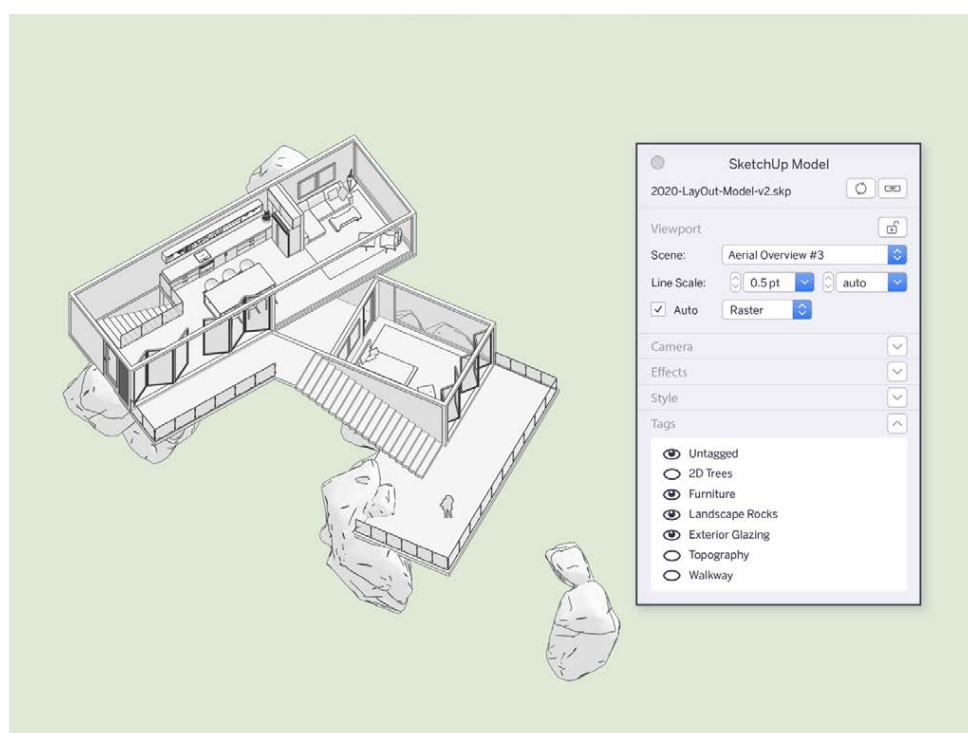 SketchUp Model
2020-LayOut-Model-v2.skp
Viewport
Scene: Aerial Overview #3
Line Scale: 0.5 pt auto
Auto Raster
Camera
Effects
Style
Tags
Untagged
2D Trees
Furniture
Landscape Rocks
Exterior Glazing
Topography
Walkway